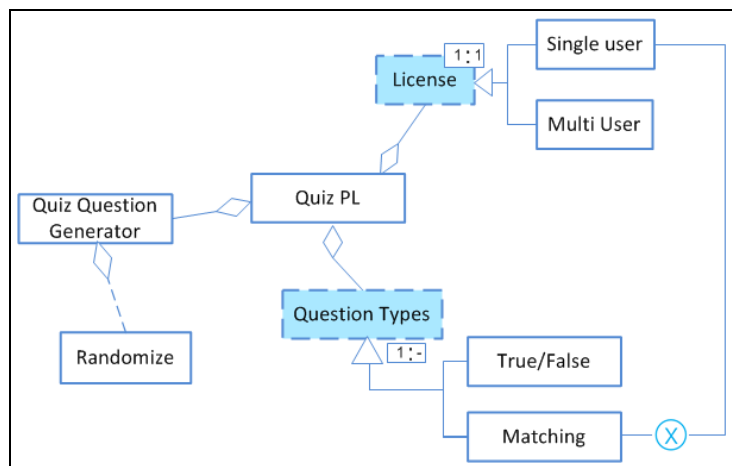 1:1
Single user
License
Multi User
Quiz PL
Quiz Question
Generator
Question Types
1:-
Randomize
True/False
Matching
X